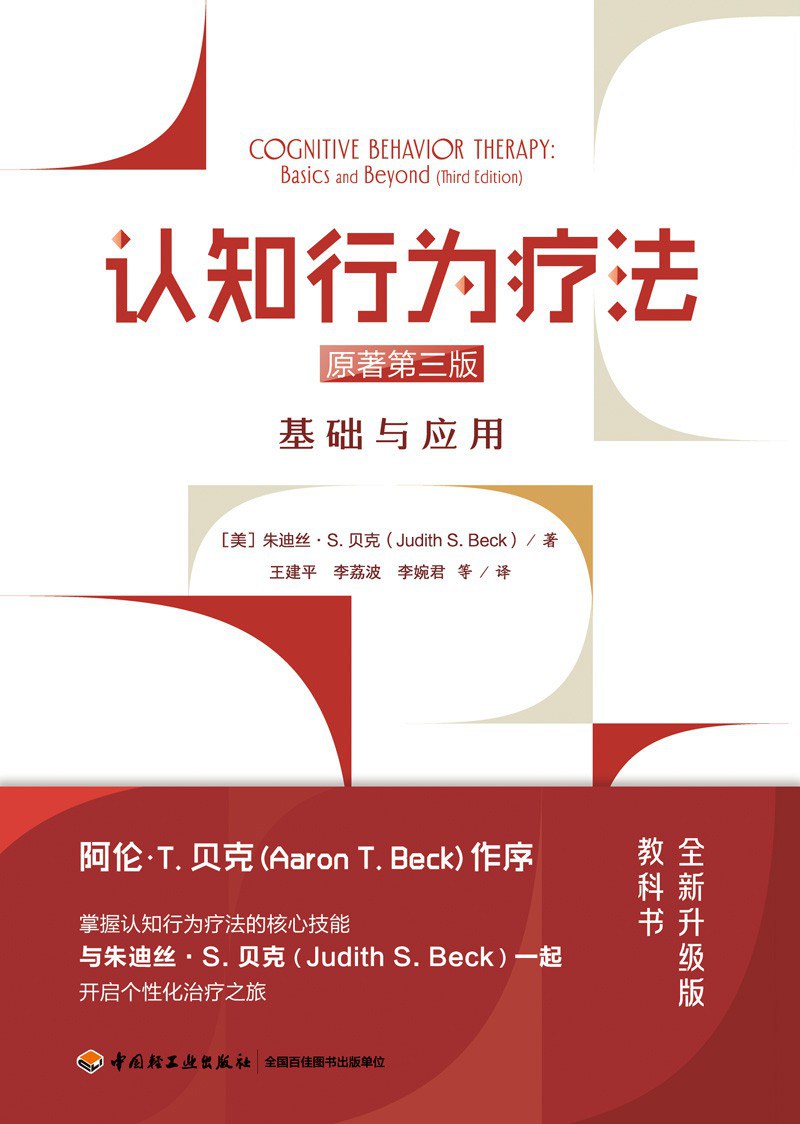 COGNITIVE BEHAVIOR THERAPY:
Basics and Beyond (Third Edition)
认知行为疗法
原著第三版
基础与应用
［美］朱迪丝·S. 贝克（Judith S. Beck）／著
王建平 李荔波 李婉君 等／译
阿伦·T. 贝克(Aaron T. Beck)作序
掌握认知行为疗法的核心技能
与朱迪丝·S. 贝克（Judith S. Beck）一起
开启个性化治疗之旅
全新升级版
教科书
中国轻工业出版社
全国百佳图书出版单位